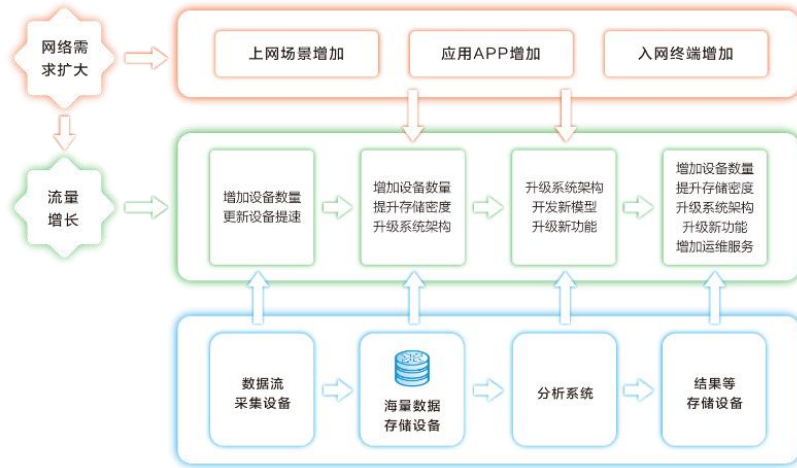 网络需
求扩大
上网场景增加
应用APP增加
入网终端增加
流量
增长
增加设备数量
更新设备提速
增加设备数量
提升存储密度
升级系统架构
升级系统架构
开发新模型
升级新功能
增加设备数量
提升存储密度
升级系统架构
升级新功能
增加运维服务
数据流
采集设备
海量数据
存储设备
分析系统
结果等
存储设备